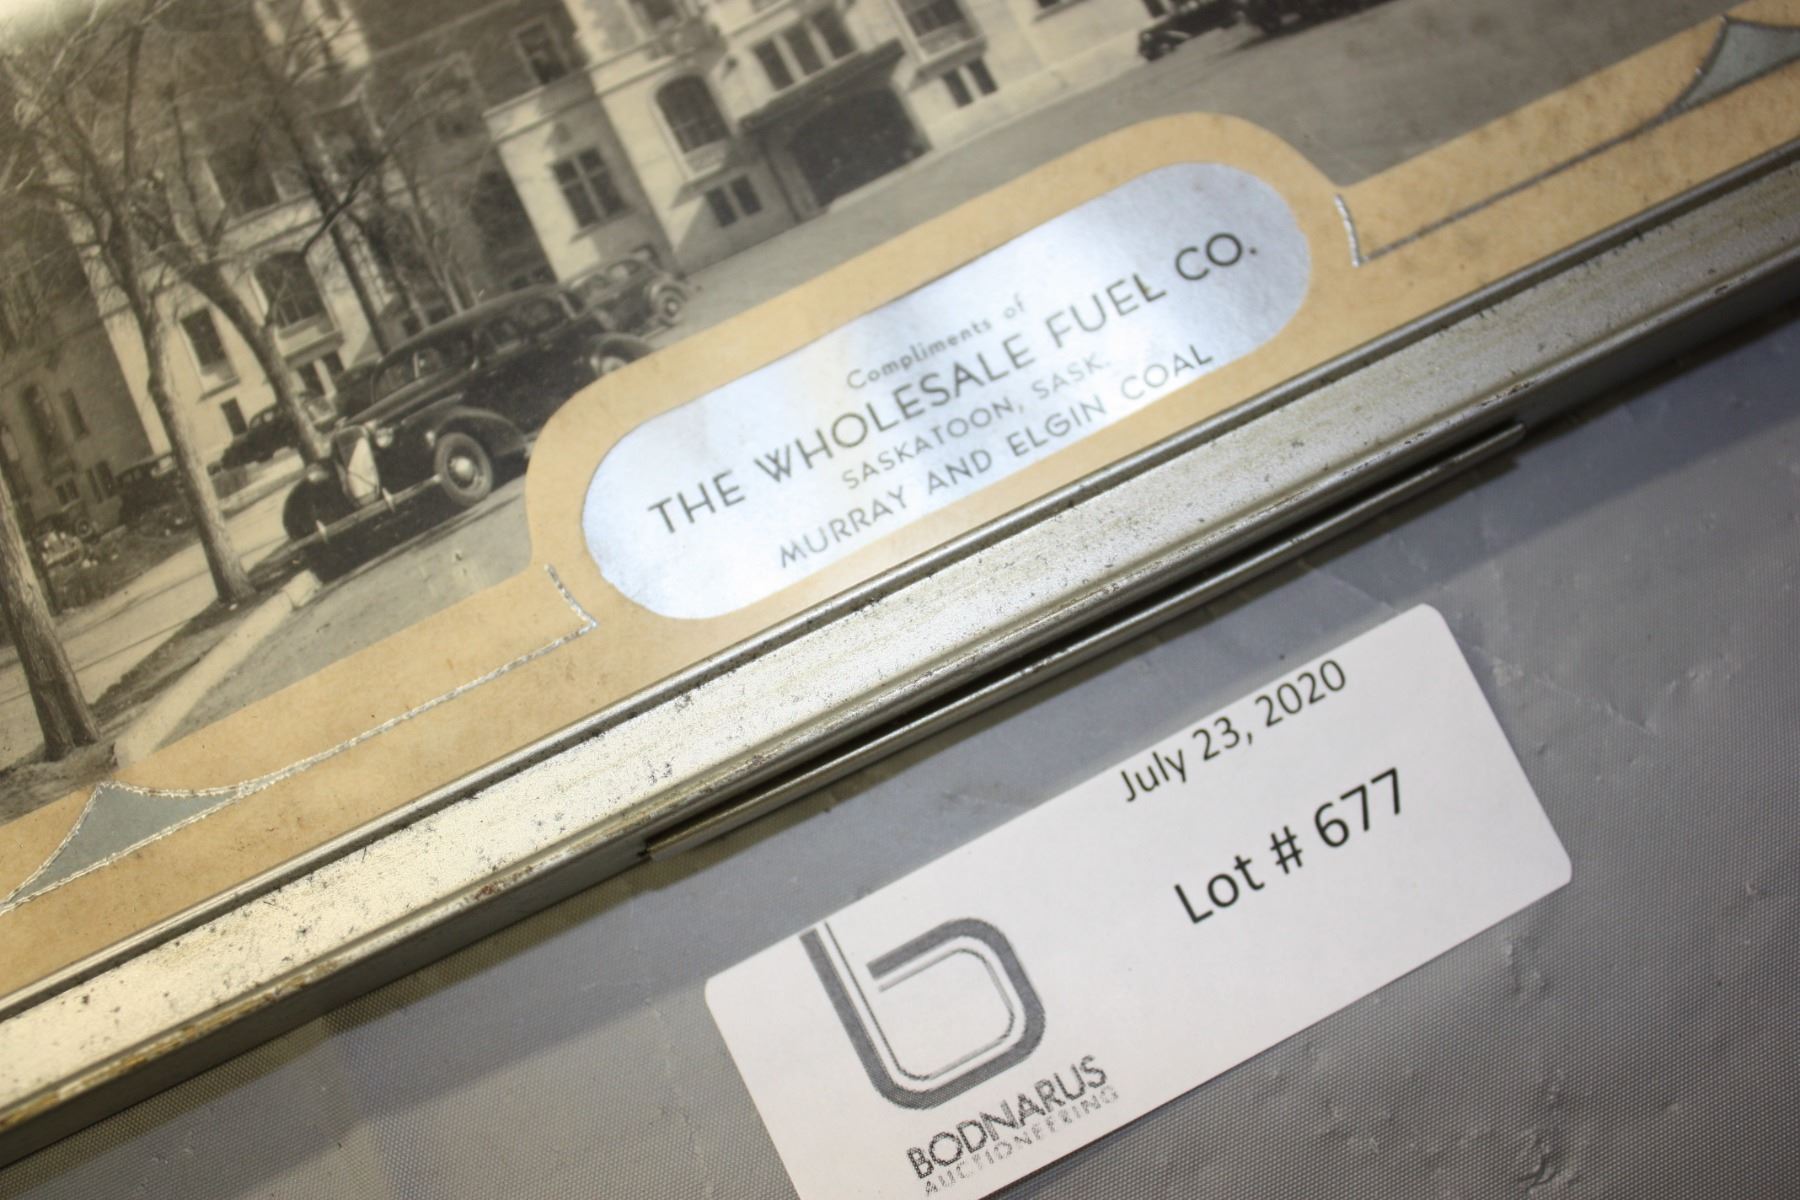 Compliments of
THE WHOLESALE FUEL CO.
SASKATOON, SASK.
MURRAY AND ELGIN COAL
July 23, 2020
Lot # 677
b
BODNARUS
AUCTIONEERING